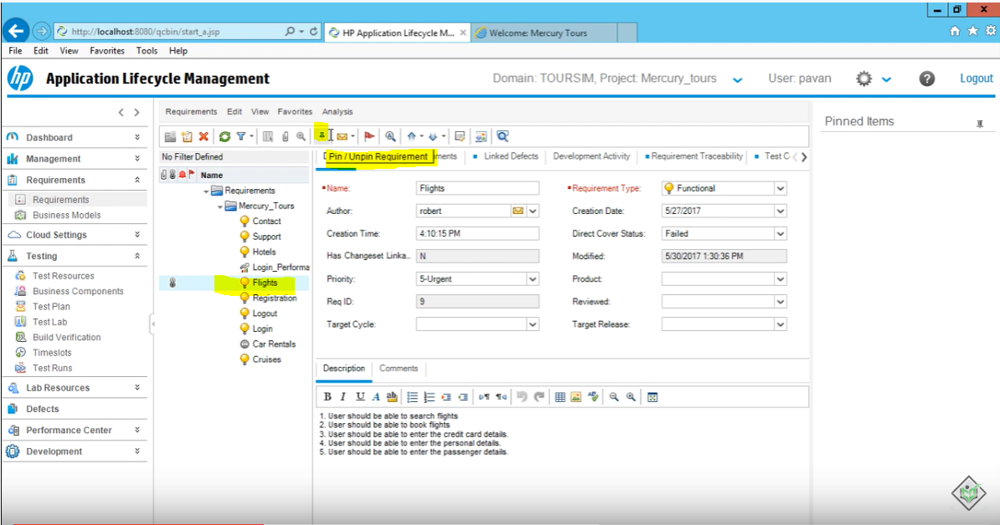 http://localhost:8080/qcbin/start_a.jsp
HP Application Lifecycle M...
Welcome: Mercury Tours
File Edit View Favorites Tools Help
hp
Application Lifecycle Management
Domain: TOURSIM, Project: Mercury_tours
User: pavan
Logout
Dashboard
Management
Requirements
Requirements
Business Models
Cloud Settings
Testing
Test Resources
Business Components
Test Plan
Test Lab
Build Verification
Timeslots
Test Runs
Lab Resources
Defects
Performance Center
Development
Requirements Edit View Favorites Analysis
No Filter Defined
Name
Requirements
Mercury_Tours
Contact
Support
Hotels
Login_Performa
Flights
Registration
Logout
Login
Car Rentals
Cruises
Pin / Unpin Requirement
ments
Linked Defects
Development Activity
Requirement Traceability
Test C
Name: Flights
Requirement Type: Functional
Author: robert
Creation Date: 5/27/2017
Creation Time: 4:10:15 PM
Direct Cover Status: Failed
Has Changeset Linka... N
Modified: 5/30/2017 1:30:36 PM
Priority: 5-Urgent
Product:
Req ID: 9
Reviewed:
Target Cycle:
Target Release:
Description Comments
B I U A ab
1. User should be able to search flights
2. User should be able to book flights
3. User should be able to enter the credit card details.
4. User should be able to enter the personal details.
5. User should be able to enter the passenger details.
Pinned Items